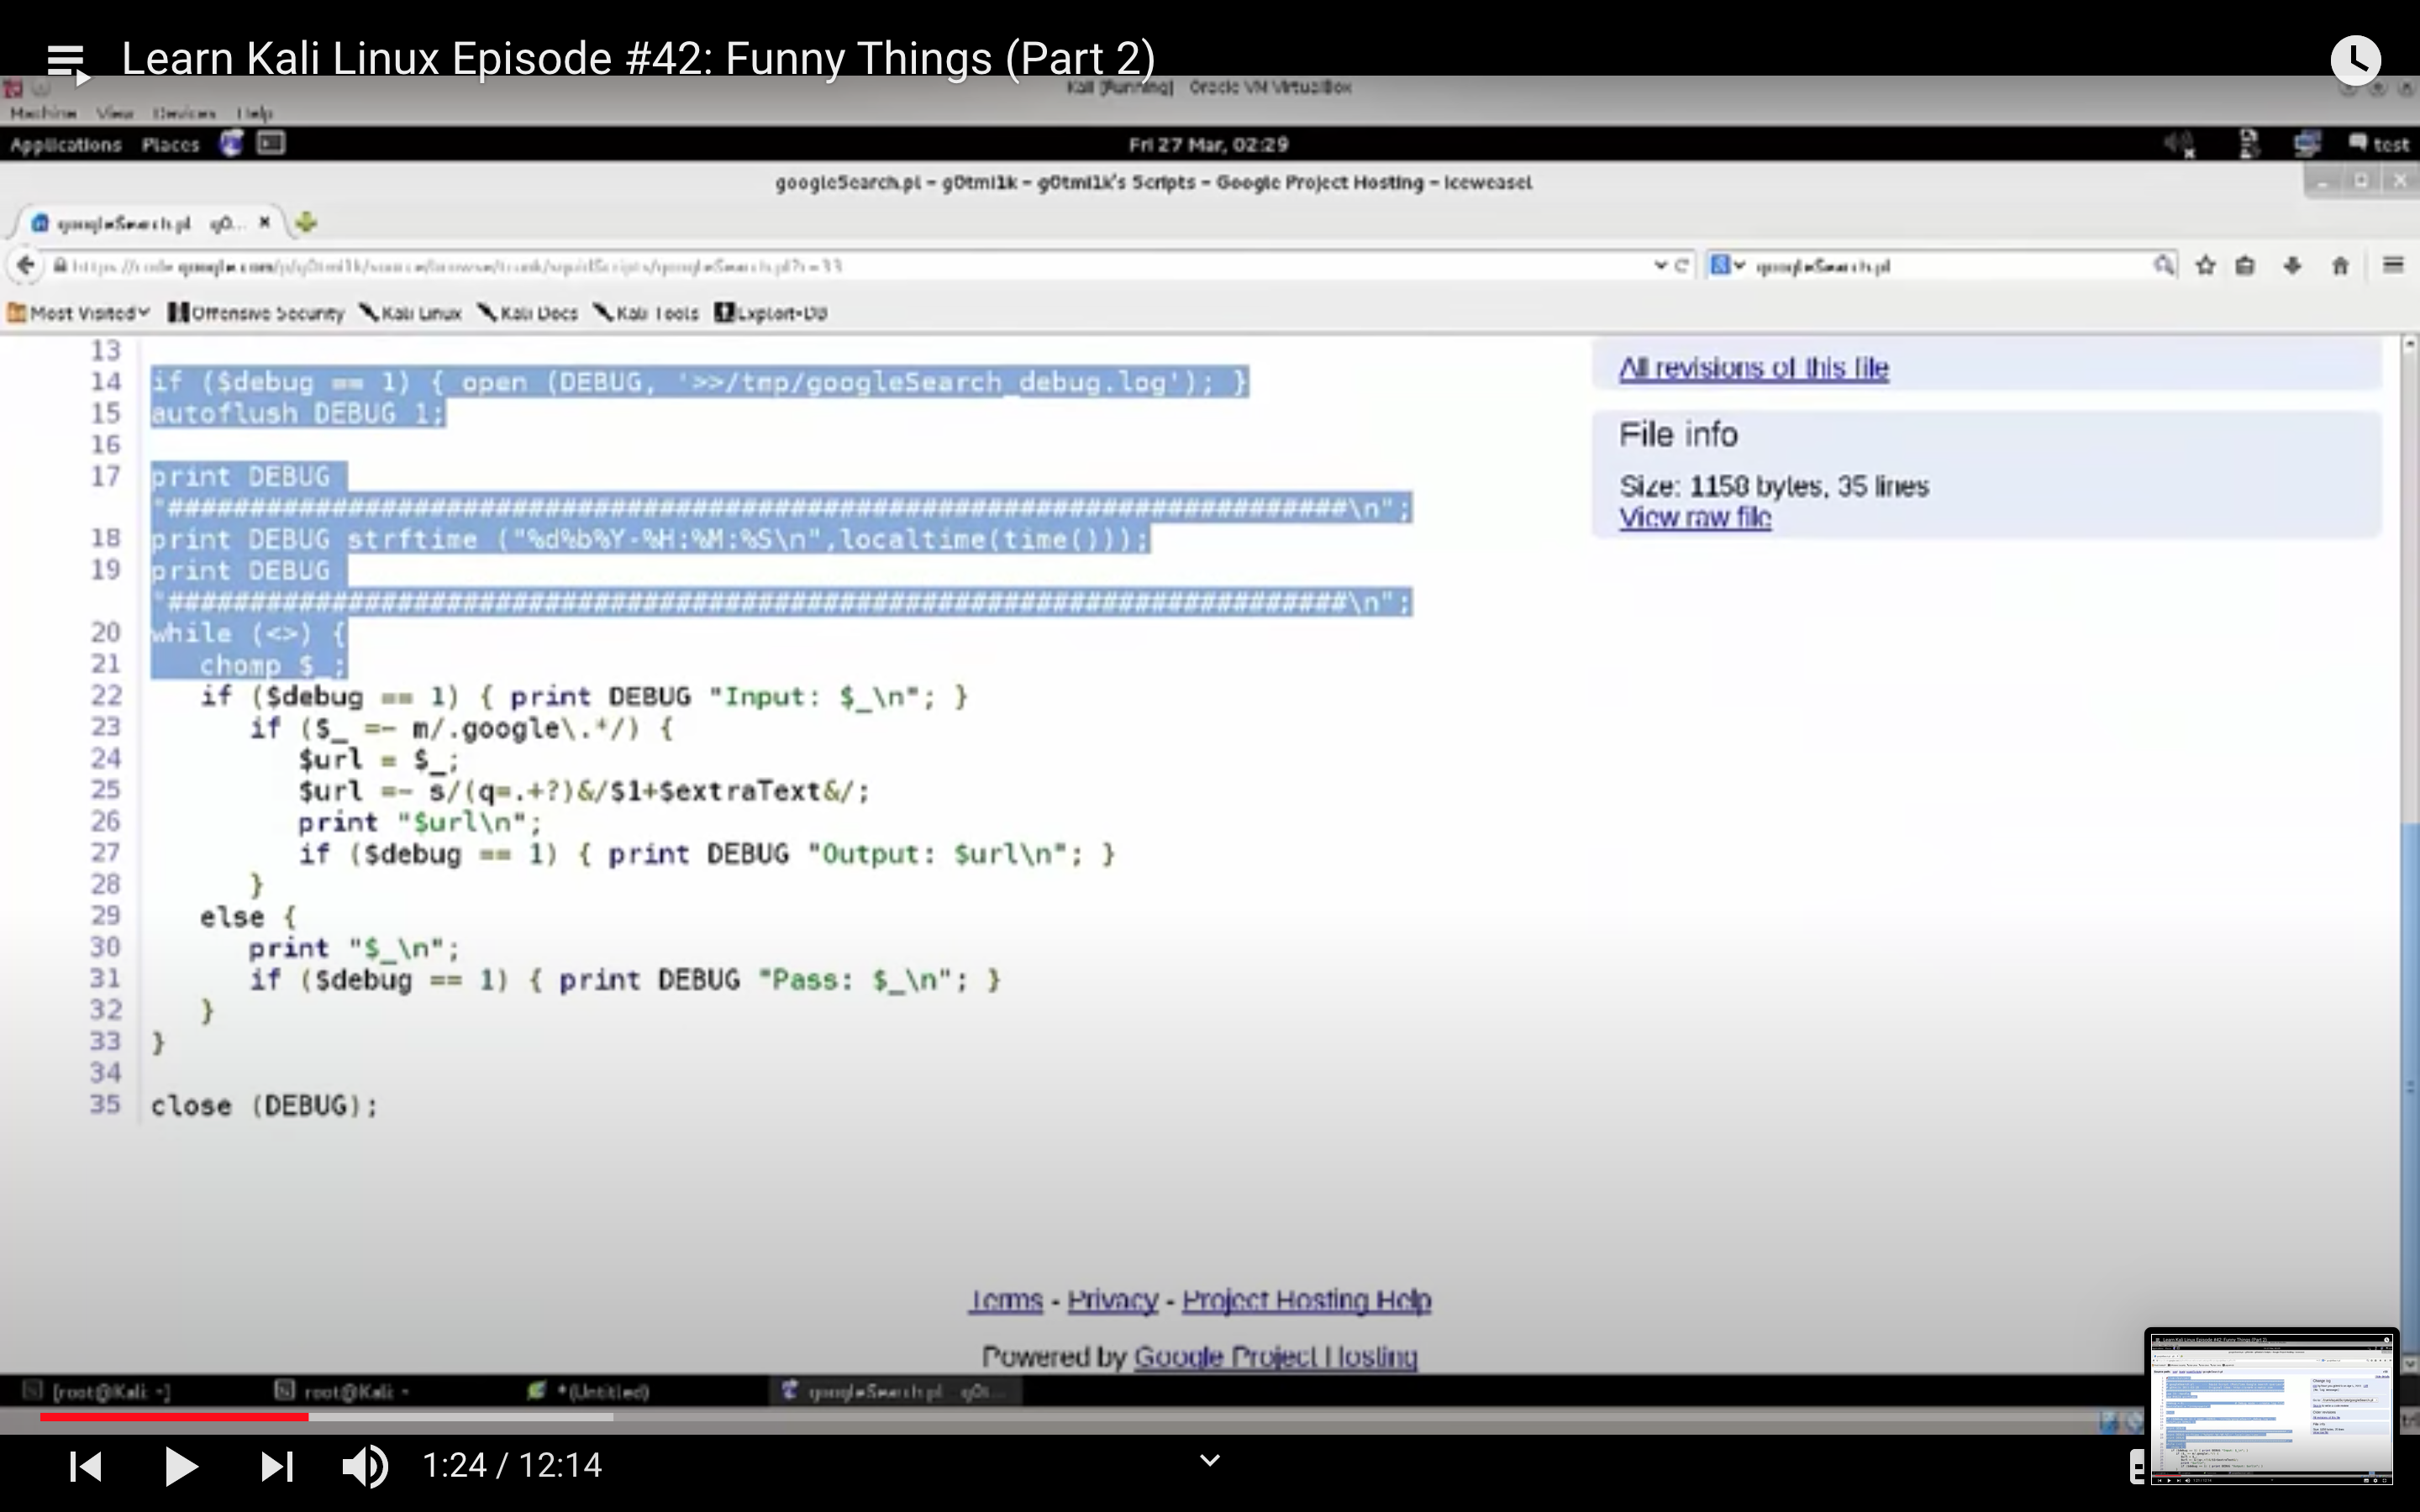 Learn Kali Linux Episode #42: Funny Things (Part 2)
Kali [Running] Oracle VM VirtualBox
Machine View Devices Help
Applications Places
Fri 27 Mar, 02:29
test
googleSearch.pl - g0tmi1k - g0tmi1k's Scripts - Google Project Hosting - Iceweasel
googleSearch.pl g0...
googleSearch.pl
Most Visited
Offensive Security
Kali Linux
Kali Docs
Kali Tools
Exploit-DB
13
14 if ($debug == 1) { open (DEBUG, '>>/tmp/googleSearch_debug.log'); }
15 autoflush DEBUG 1;
16
17 print DEBUG
"########################################################################\n";
18 print DEBUG strftime ("%d%b%Y-%H:%M:%S\n",localtime(time()));
19 print DEBUG
"########################################################################\n";
20 while (<>) {
21 chomp $_;
22 if ($debug == 1) { print DEBUG "Input: $_\n"; }
23 if ($_ =~ m/.google\.*/) {
24 $url = $_;
25 $url =~ s/(q=.+?)&/$1+$extraText&/;
26 print "$url\n";
27 if ($debug == 1) { print DEBUG "Output: $url\n"; }
28 }
29 else {
30 print "$_\n";
31 if ($debug == 1) { print DEBUG "Pass: $_\n"; }
32 }
33 }
34
35 close (DEBUG);
All revisions of this file
File info
Size: 1158 bytes, 35 lines
View raw file
Terms - Privacy - Project Hosting Help
Powered by Google Project Hosting
[root@Kali: ~]
root@Kali: ~
*(Untitled)
googleSearch.pl
1:24 / 12:14